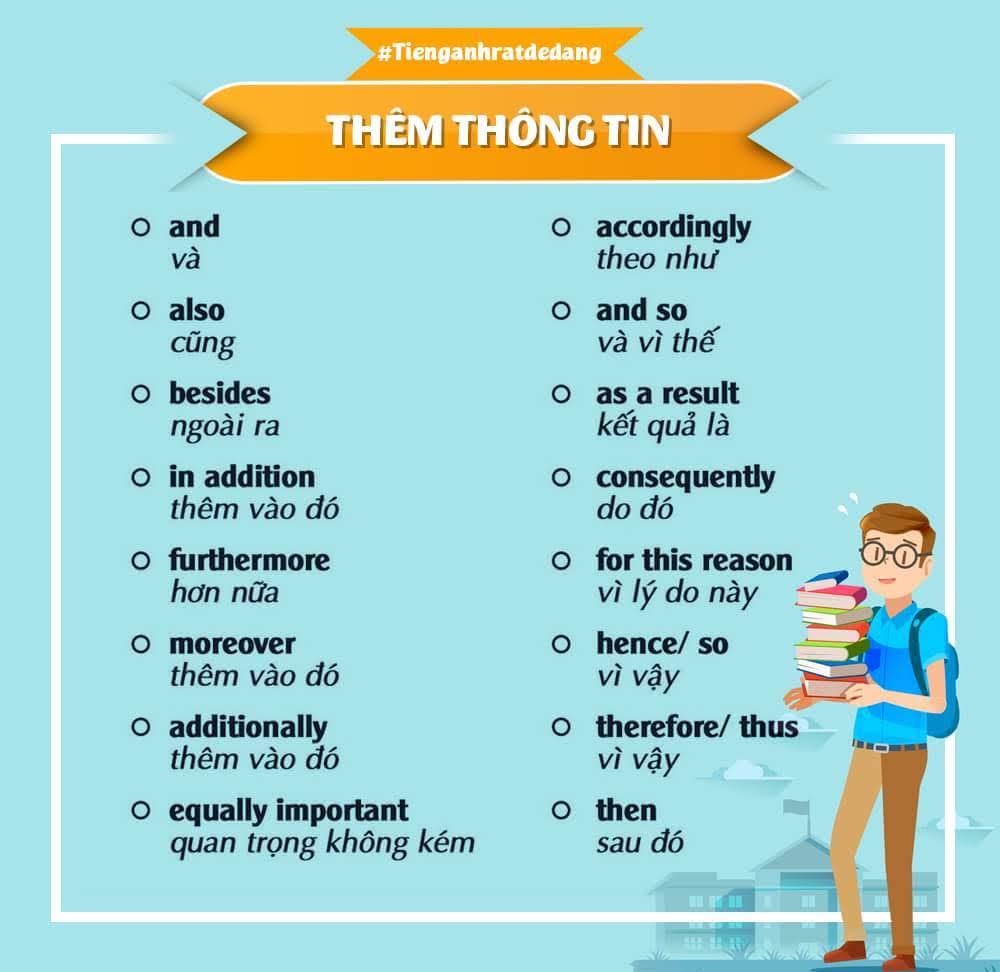 #Tienganhratdedang
THÊM THÔNG TIN
and
và
also
cũng
besides
ngoài ra
in addition
thêm vào đó
furthermore
hơn nữa
moreover
thêm vào đó
additionally
thêm vào đó
equally important
quan trọng không kém
accordingly
theo như
and so
và vì thế
as a result
kết quả là
consequently
do đó
for this reason
vì lý do này
hence/ so
vì vậy
therefore/ thus
vì vậy
then
sau đó